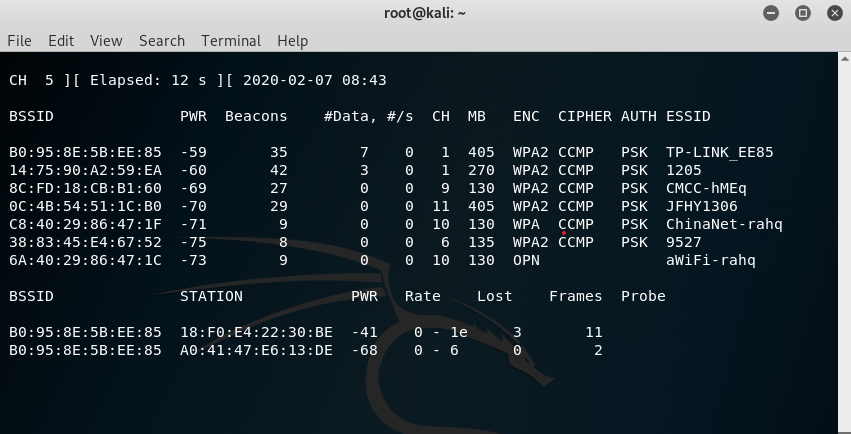 root@kali: ~
File Edit View Search Terminal Help
CH 5 ][ Elapsed: 12 s ][ 2020-02-07 08:43
BSSID PWR Beacons #Data, #/s CH MB ENC CIPHER AUTH ESSID
B0:95:8E:5B:EE:85 -59 35 7 0 1 405 WPA2 CCMP PSK TP-LINK_EE85
14:75:90:A2:59:EA -60 42 3 0 1 270 WPA2 CCMP PSK 1205
8C:FD:18:CB:B1:60 -69 27 0 0 9 130 WPA2 CCMP PSK CMCC-hMEq
0C:4B:54:51:1C:B0 -70 29 0 0 11 405 WPA2 CCMP PSK JFHY1306
C8:40:29:86:47:1F -71 9 0 0 10 130 WPA CCMP PSK ChinaNet-rahq
38:83:45:E4:67:52 -75 8 0 0 6 135 WPA2 CCMP PSK 9527
6A:40:29:86:47:1C -73 9 0 0 10 130 OPN aWiFi-rahq
BSSID STATION PWR Rate Lost Frames Probe
B0:95:8E:5B:EE:85 18:F0:E4:22:30:BE -41 0 - 1e 3 11
B0:95:8E:5B:EE:85 A0:41:47:E6:13:DE -68 0 - 6 0 2